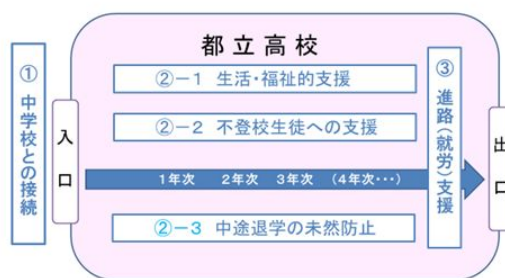 都立高校
① 中学校との接続
入口
②－1 生活・福祉的支援
②－2 不登校生徒への支援
1年次 2年次 3年次 (4年次・・・)
②－3 中途退学の未然防止
③ 進路(就労)支援
出口